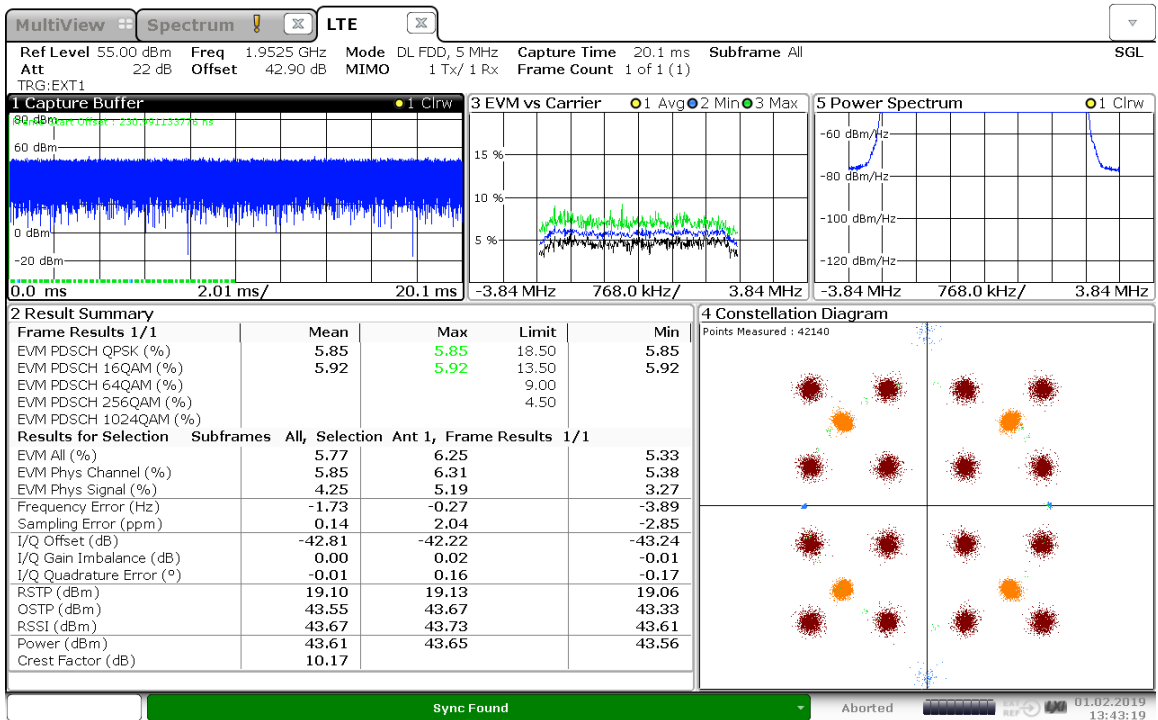 MultiView Spectrum LTE
Ref Level 55.00 dBm Freq 1.9525 GHz Mode DL FDD, 5 MHz Capture Time 20.1 ms Subframe All SGL
Att 22 dB Offset 42.90 dB MIMO 1 Tx/ 1 Rx Frame Count 1 of 1 (1)
TRG:EXT1
1 Capture Buffer 1 Clrw
80 dBm
Frame Start Offset : 230.991133776 ms
60 dBm
0 dBm
-20 dBm
0.0 ms 2.01 ms/ 20.1 ms
3 EVM vs Carrier 1 Avg 2 Min 3 Max
15 %
10 %
5 %
-3.84 MHz 768.0 kHz/ 3.84 MHz
5 Power Spectrum 1 Clrw
-60 dBm/Hz
-80 dBm/Hz
-100 dBm/Hz
-120 dBm/Hz
-3.84 MHz 768.0 kHz/ 3.84 MHz
2 Result Summary
Frame Results 1/1 Mean Max Limit Min
EVM PDSCH QPSK (%) 5.85 5.85 18.50 5.85
EVM PDSCH 16QAM (%) 5.92 5.92 13.50 5.92
EVM PDSCH 64QAM (%) 9.00
EVM PDSCH 256QAM (%) 4.50
EVM PDSCH 1024QAM (%)
Results for Selection Subframes All, Selection Ant 1, Frame Results 1/1
EVM All (%) 5.77 6.25 5.33
EVM Phys Channel (%) 5.85 6.31 5.38
EVM Phys Signal (%) 4.25 5.19 3.27
Frequency Error (Hz) -1.73 -0.27 -3.89
Sampling Error (ppm) 0.14 2.04 -2.85
I/Q Offset (dB) -42.81 -42.22 -43.24
I/Q Gain Imbalance (dB) 0.00 0.02 -0.01
I/Q Quadrature Error (°) -0.01 0.16 -0.17
RSTP (dBm) 19.10 19.13 19.06
OSTP (dBm) 43.55 43.67 43.33
RSSI (dBm) 43.67 43.73 43.61
Power (dBm) 43.61 43.65 43.56
Crest Factor (dB) 10.17
4 Constellation Diagram
Points Measured : 42140
Sync Found
Aborted
EXT REF
LXI
01.02.2019
13:43:19